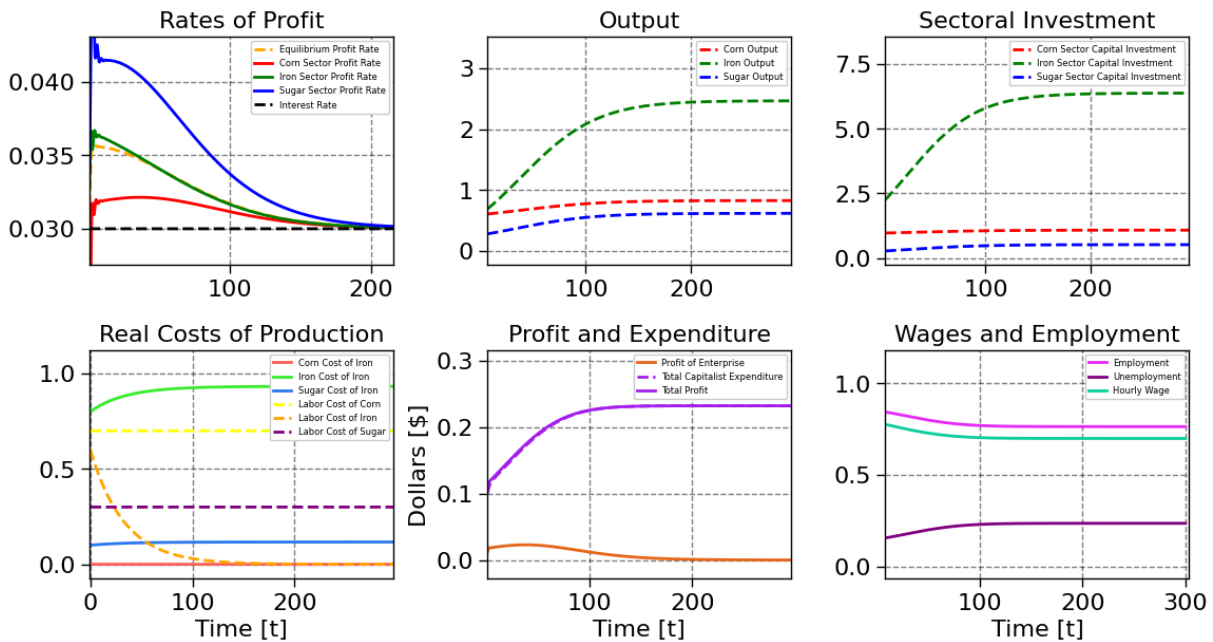 Rates of Profit
0.040
0.035
0.030
100
200
Equilibrium Profit Rate
Corn Sector Profit Rate
Iron Sector Profit Rate
Sugar Sector Profit Rate
Interest Rate
Output
3
2
1
0
100
200
Corn Output
Iron Output
Sugar Output
Sectoral Investment
7.5
5.0
2.5
0.0
100
200
Corn Sector Capital Investment
Iron Sector Capital Investment
Sugar Sector Capital Investment
Real Costs of Production
1.0
0.5
0.0
0
100
200
Time [t]
Corn Cost of Iron
Iron Cost of Iron
Sugar Cost of Iron
Labor Cost of Corn
Labor Cost of Iron
Labor Cost of Sugar
Profit and Expenditure
Dollars [$]
0.3
0.2
0.1
0.0
100
200
Time [t]
Profit of Enterprise
Total Capitalist Expenditure
Total Profit
Wages and Employment
1.0
0.5
0.0
100
200
300
Time [t]
Employment
Unemployment
Hourly Wage